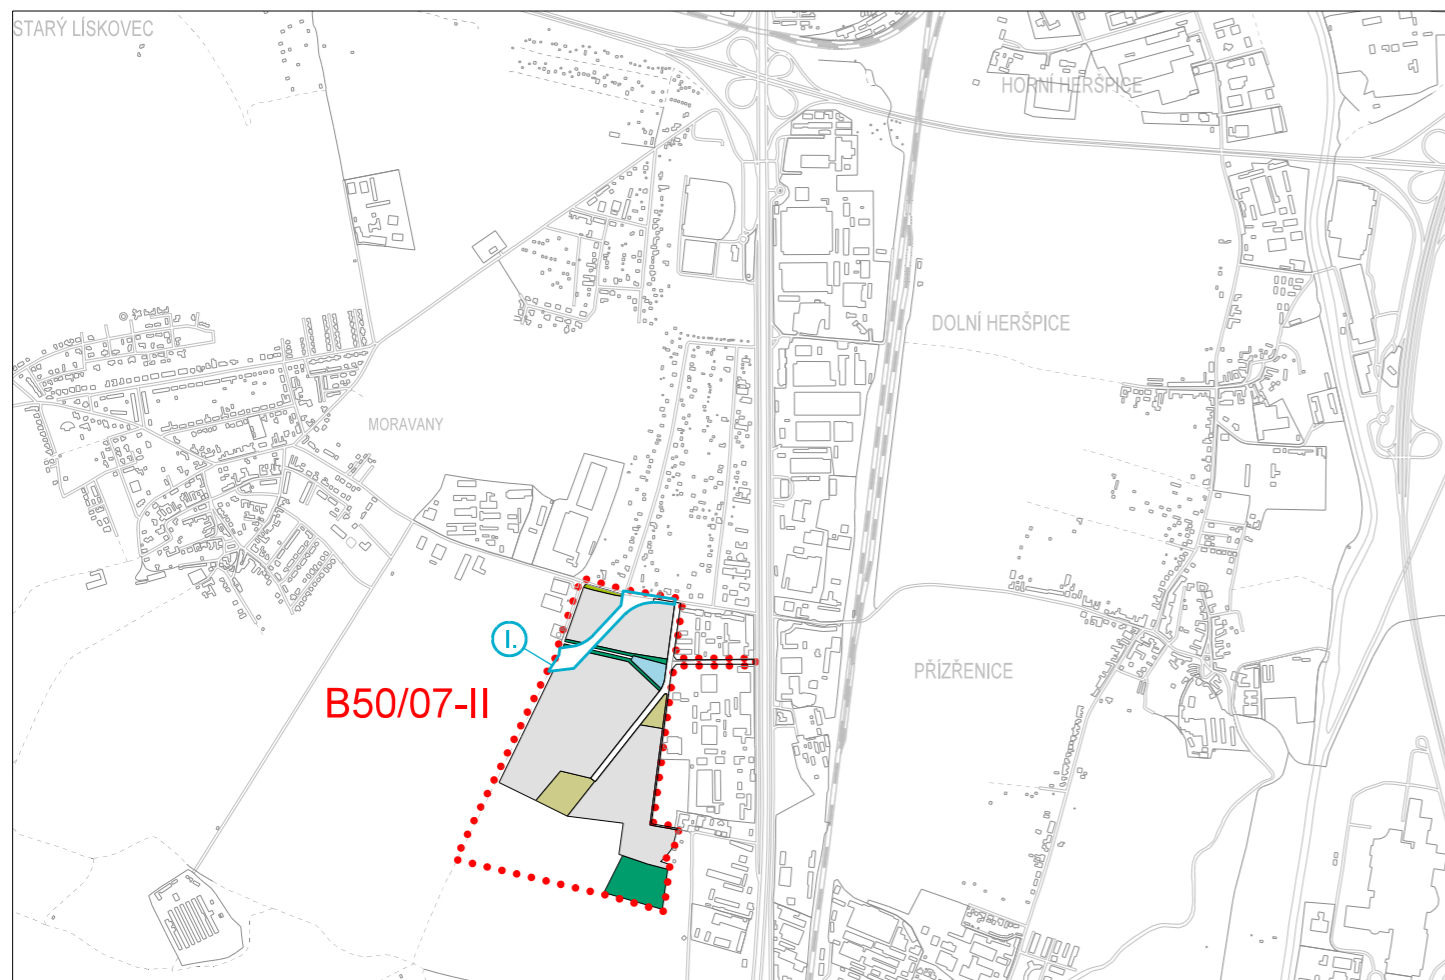 STARÝ LÍSKOVEC
HORNÍ HERŠPICE
DOLNÍ HERŠPICE
MORAVANY
I.
PŘÍZŘENICE
B50/07-II